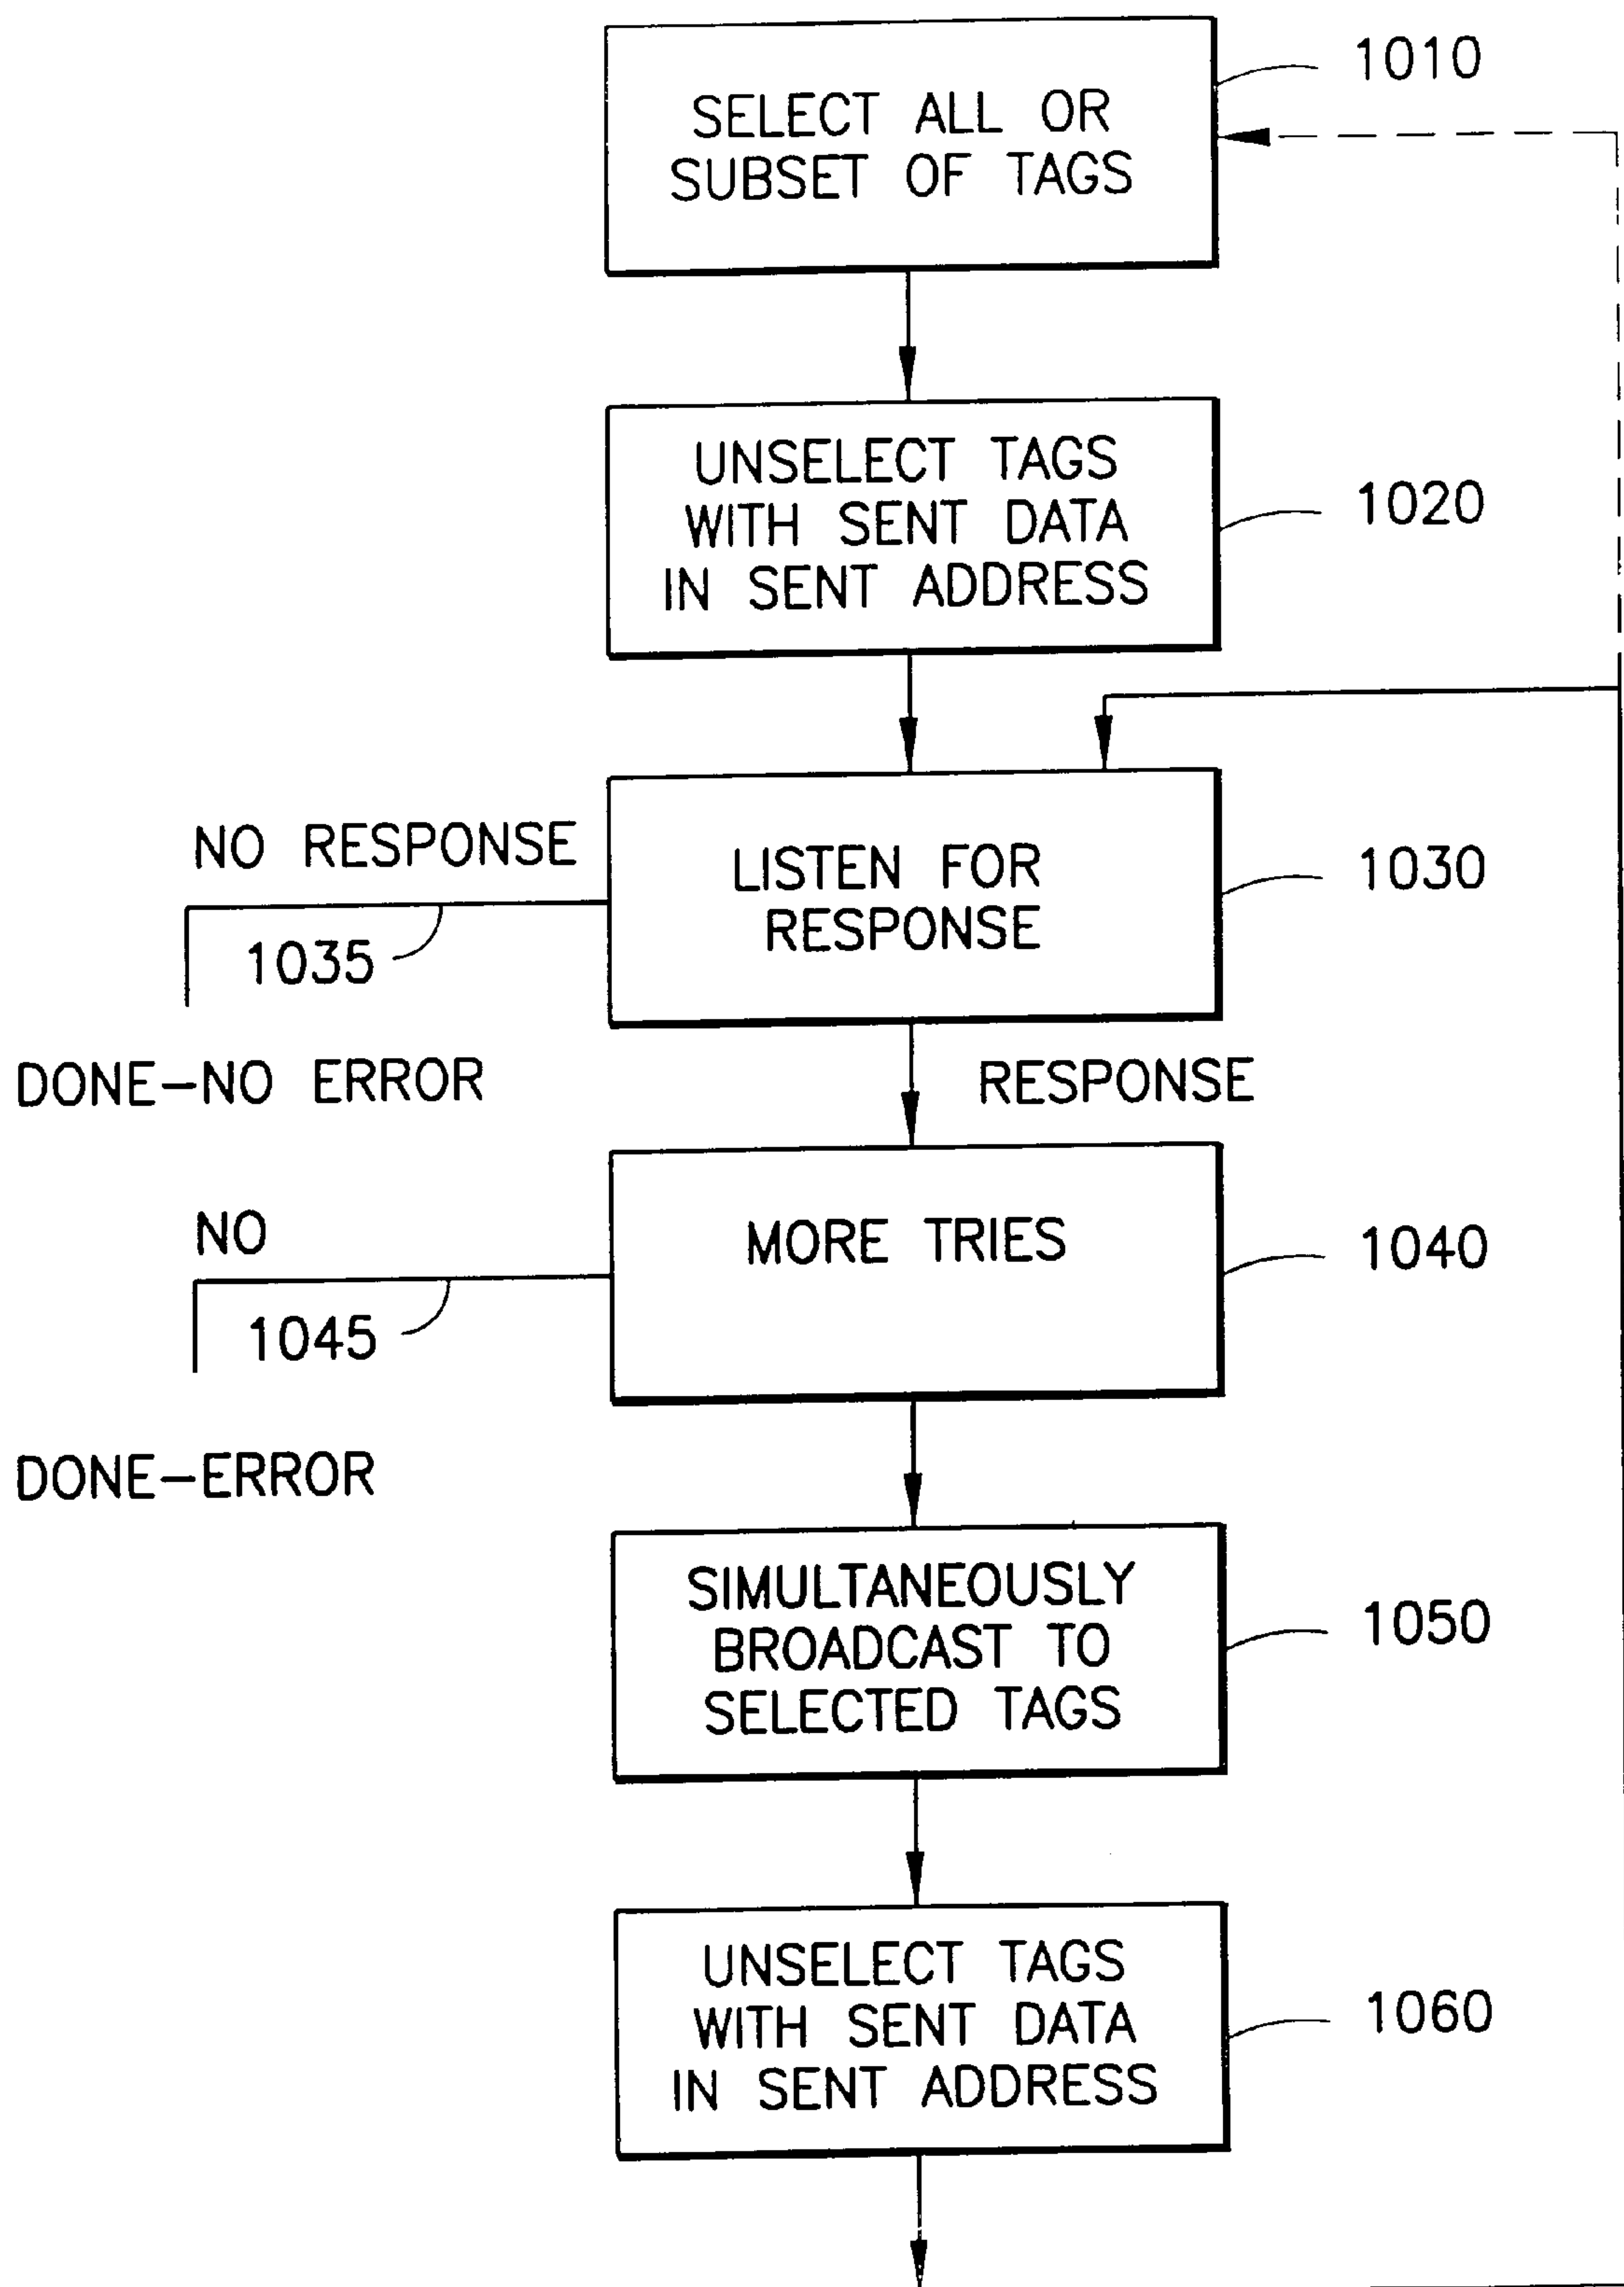 1010
SELECT ALL OR
SUBSET OF TAGS
UNSELECT TAGS
WITH SENT DATA
IN SENT ADDRESS
1020
NO RESPONSE
LISTEN FOR
RESPONSE
1030
1035
DONE-NO ERROR
RESPONSE
NO
MORE TRIES
1040
1045
DONE-ERROR
SIMULTANEOUSLY
BROADCAST TO
SELECTED TAGS
1050
UNSELECT TAGS
WITH SENT DATA
IN SENT ADDRESS
1060